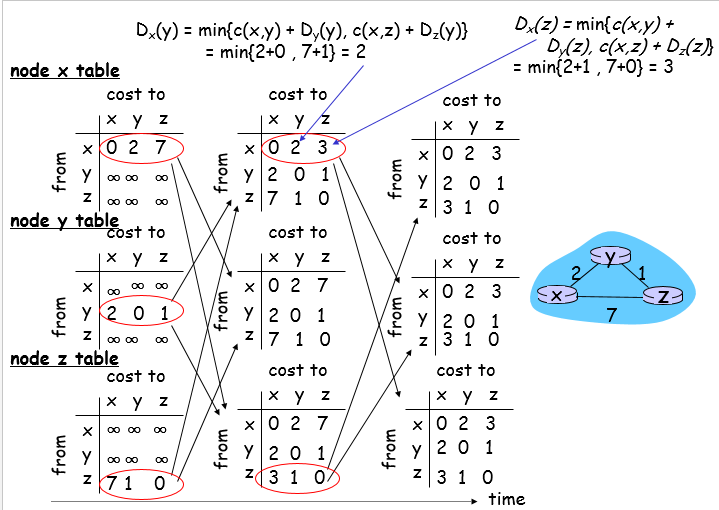 Dx(y) = min{c(x,y) + Dy(y), c(x,z) + Dz(y)}
= min{2+0 , 7+1} = 2
Dx(z) = min{c(x,y) +
Dy(z), c(x,z) + Dz(z)}
= min{2+1 , 7+0} = 3
node x table
cost to
x y z
from
x 0 2 7
y ∞ ∞ ∞
z ∞ ∞ ∞
cost to
x y z
from
x 0 2 3
y 2 0 1
z 7 1 0
cost to
x y z
from
x 0 2 3
y 2 0 1
z 3 1 0
node y table
cost to
x y z
from
x ∞ ∞ ∞
y 2 0 1
z ∞ ∞ ∞
cost to
x y z
from
x 0 2 7
y 2 0 1
z 7 1 0
cost to
x y z
from
x 0 2 3
y 2 0 1
z 3 1 0
node z table
cost to
x y z
from
x ∞ ∞ ∞
y ∞ ∞ ∞
z 7 1 0
cost to
x y z
from
x 0 2 7
y 2 0 1
z 3 1 0
cost to
x y z
from
x 0 2 3
y 2 0 1
z 3 1 0
time
y
2 1
x z
7